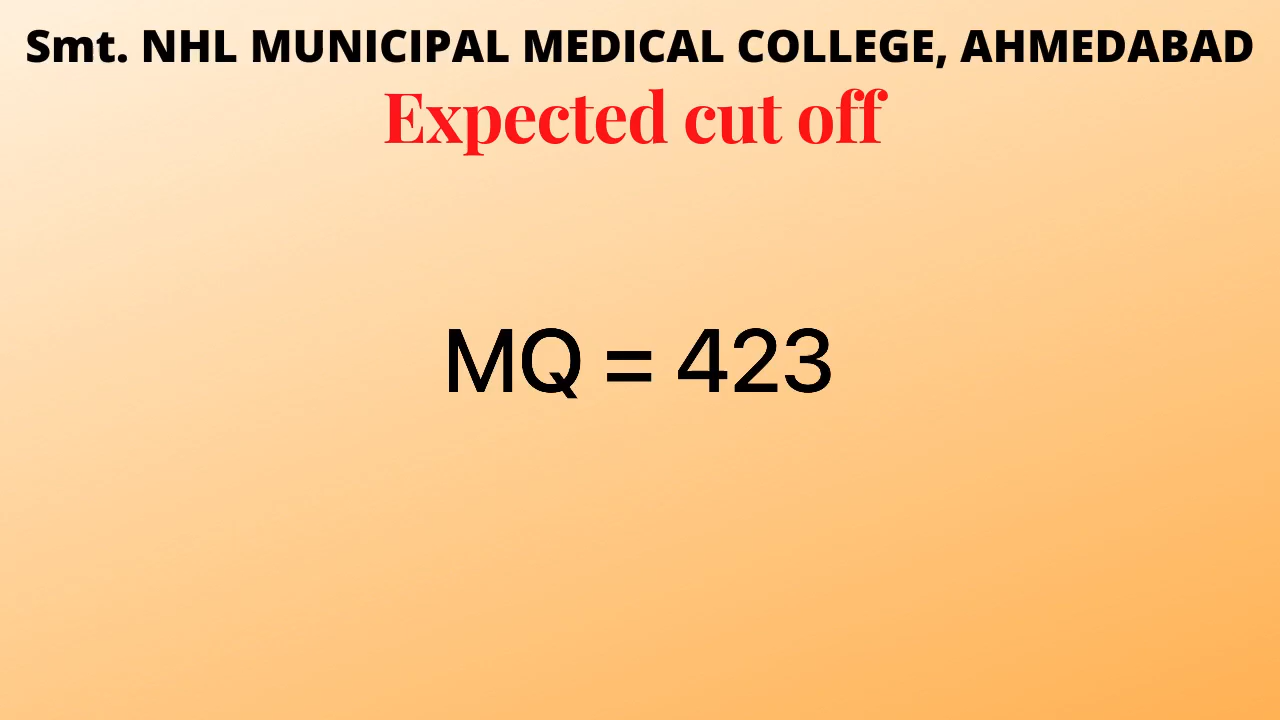 Smt. NHL MUNICIPAL MEDICAL COLLEGE, AHMEDABAD
Expected cut off
MQ = 423